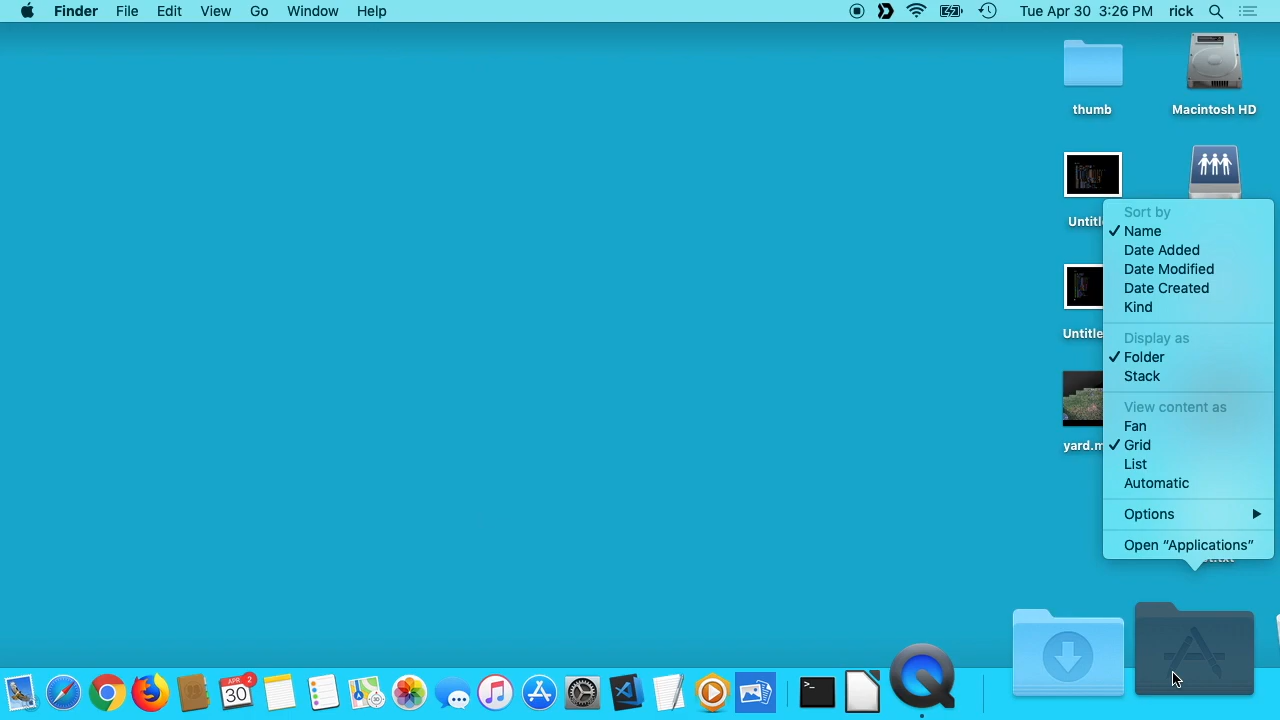 Finder File Edit View Go Window Help
Tue Apr 30 3:26 PM rick
thumb
Macintosh HD
Sort by
Name
Date Added
Date Modified
Date Created
Kind
Display as
Folder
Stack
View content as
Fan
Grid
List
Automatic
Options
Open “Applications”
Untitl
Untitle
yard.m
t.txt
APR 2
30
>_